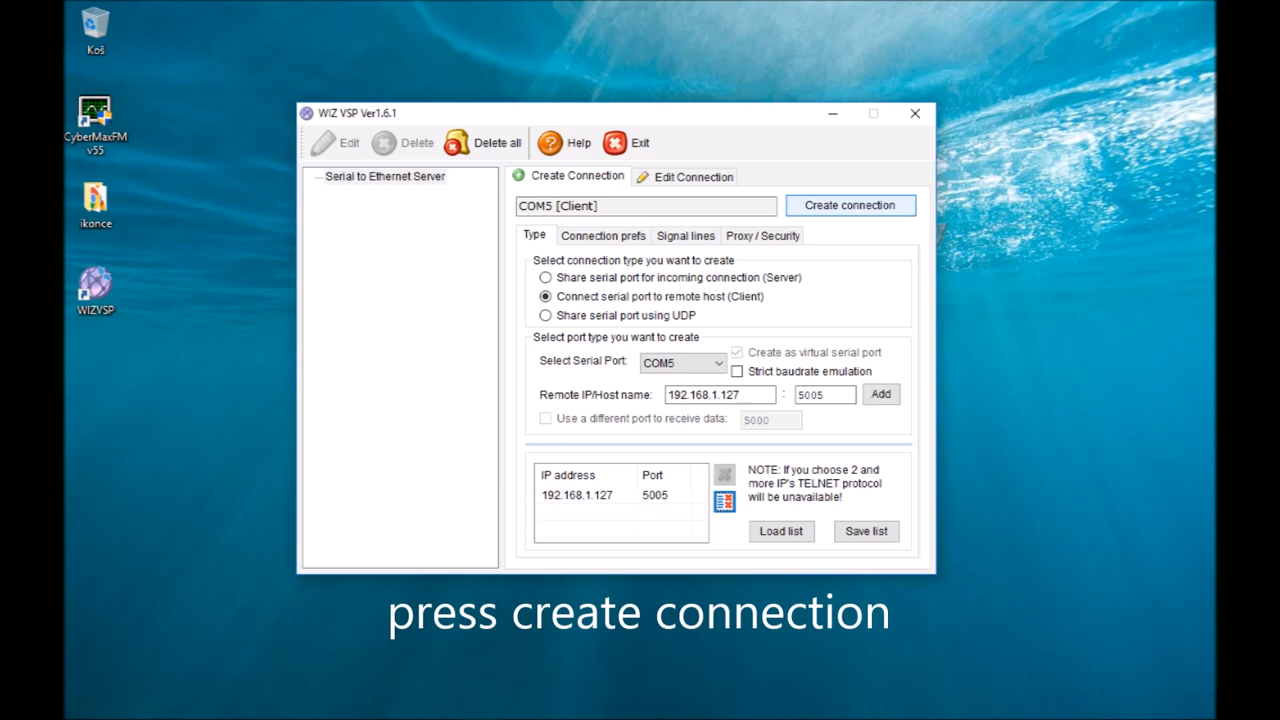 Koš
CyberMaxFM
v55
ikonce
WIZVSP
WIZ VSP Ver1.6.1
Edit Delete Delete all Help Exit
Serial to Ethernet Server
Create Connection Edit Connection
COM5 [Client] Create connection
Type Connection prefs Signal lines Proxy / Security
Select connection type you want to create
Share serial port for incoming connection (Server)
Connect serial port to remote host (Client)
Share serial port using UDP
Select port type you want to create
Select Serial Port: COM5 Create as virtual serial port
Strict baudrate emulation
Remote IP/Host name: 192.168.1.127 : 5005 Add
Use a different port to receive data: 5000
IP address Port
192.168.1.127 5005
NOTE: If you choose 2 and
more IP's TELNET protocol
will be unavailable!
Load list Save list
press create connection